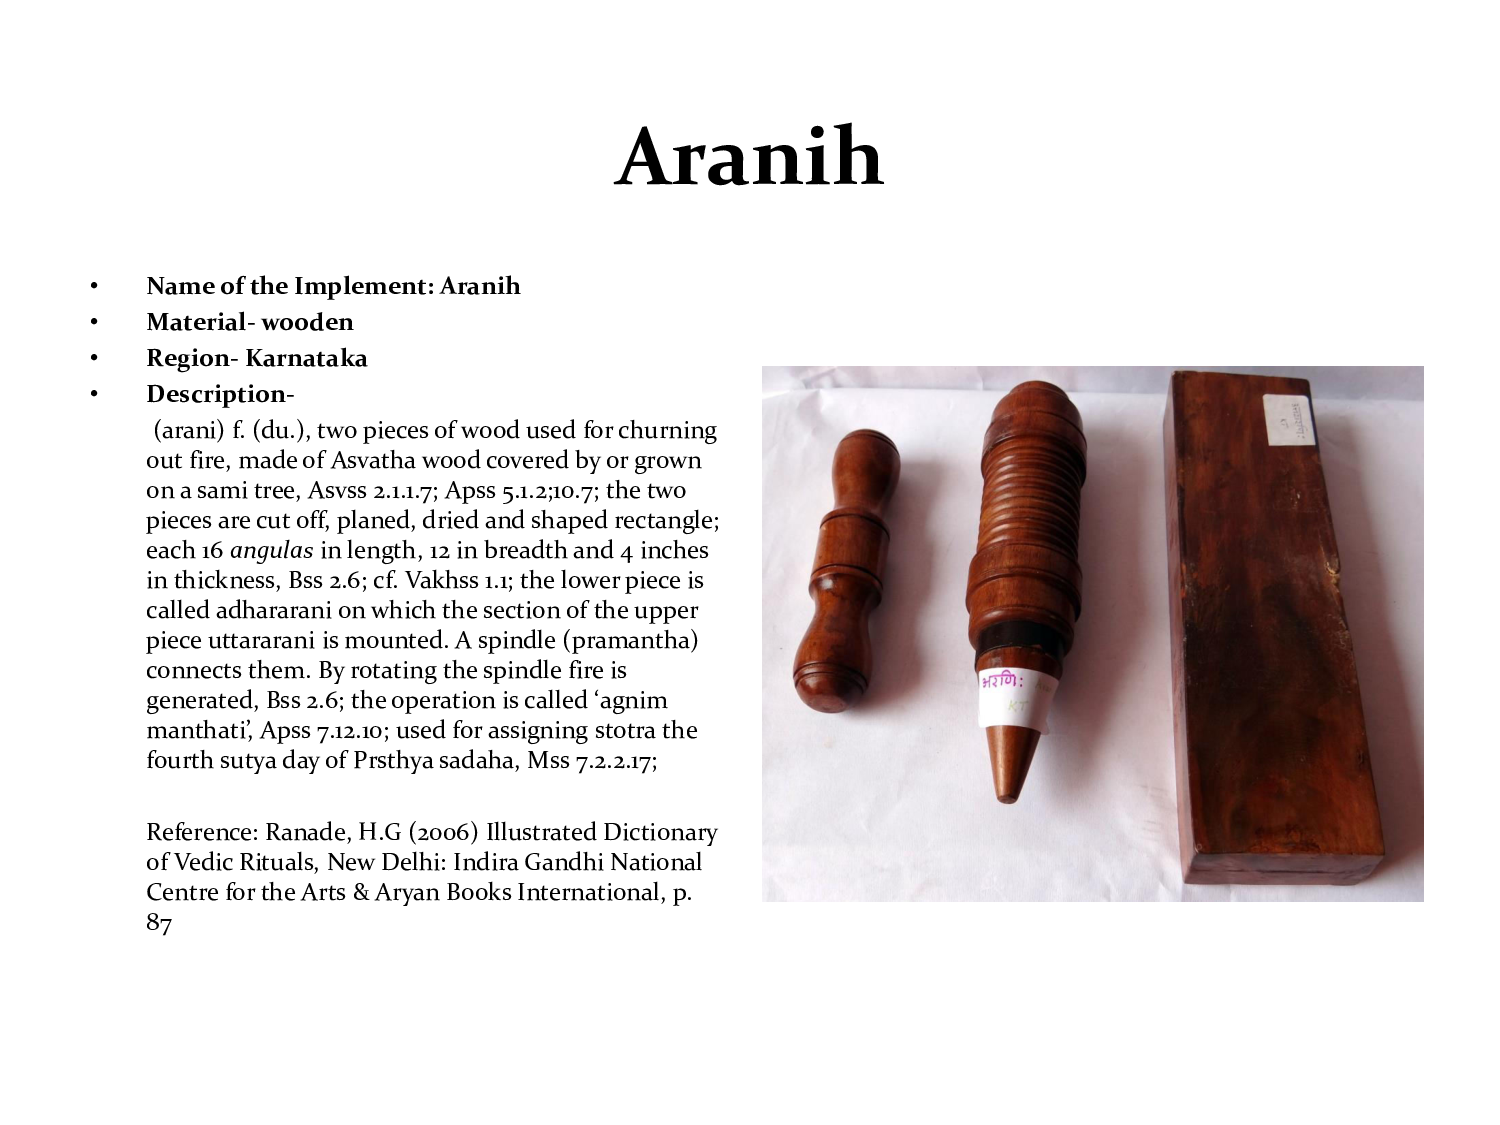 Aranih
• Name of the Implement: Aranih
• Material- wooden
• Region- Karnataka
• Description-
(arani) f. (du.), two pieces of wood used for churning
out fire, made of Asvatha wood covered by or grown
on a sami tree, Asvss 2.1.1.7; Apss 5.1.2;10.7; the two
pieces are cut off, planed, dried and shaped rectangle;
each 16 angulas in length, 12 in breadth and 4 inches
in thickness, Bss 2.6; cf. Vakhss 1.1; the lower piece is
called adhararani on which the section of the upper
piece uttararani is mounted. A spindle (pramantha)
connects them. By rotating the spindle fire is
generated, Bss 2.6; the operation is called ‘agnim
manthati’, Apss 7.12.10; used for assigning stotra the
fourth sutya day of Prsthya sadaha, Mss 7.2.2.17;
Reference: Ranade, H.G (2006) Illustrated Dictionary
of Vedic Rituals, New Delhi: Indira Gandhi National
Centre for the Arts & Aryan Books International, p.
87
अरणिः
KT